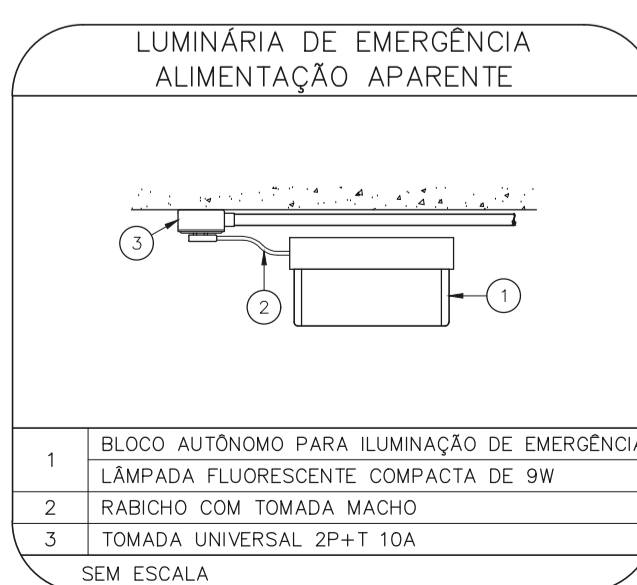 LUMINÁRIA DE EMERGÊNCIA
ALIMENTAÇÃO APARENTE
3
2
1
1
BLOCO AUTÔNOMO PARA ILUMINAÇÃO DE EMERGÊNCIA
LÂMPADA FLUORESCENTE COMPACTA DE 9W
2 RABICHO COM TOMADA MACHO
3 TOMADA UNIVERSAL 2P+T 10A
SEM ESCALA